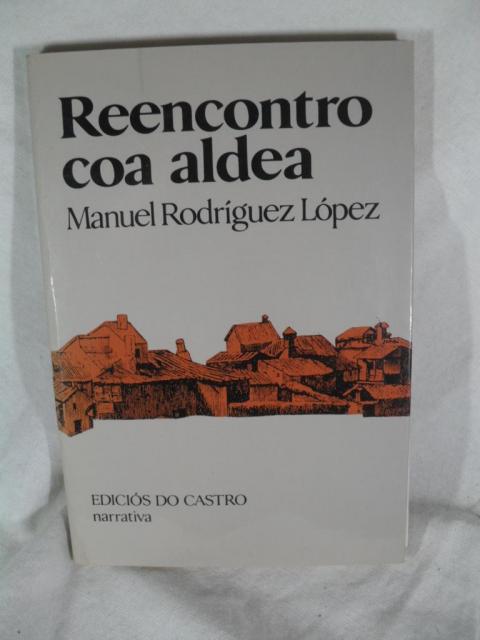 Reencontro
coa aldea
Manuel Rodríguez López
EDICIÓS DO CASTRO
narrativa